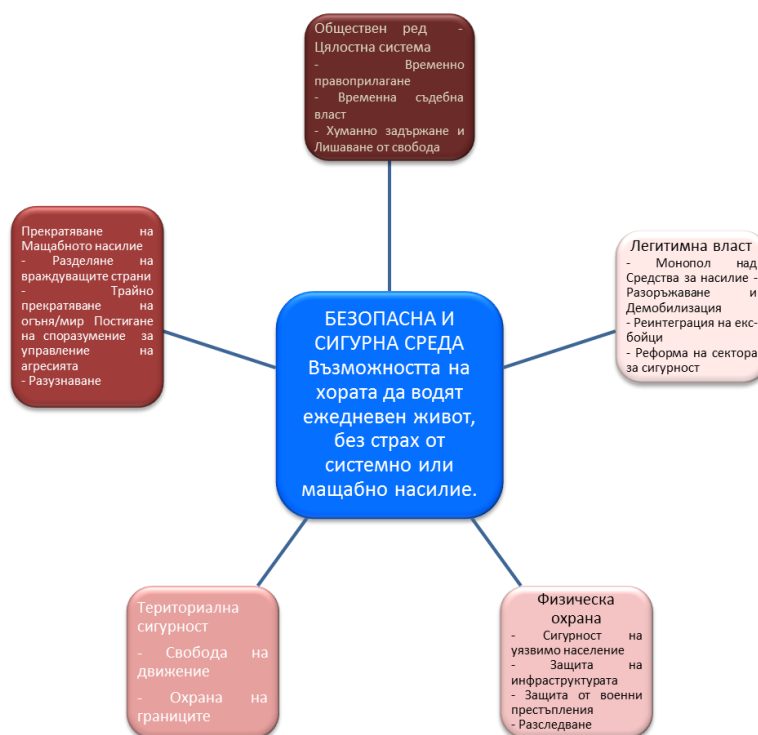 Обществен ред -
Цялостна система
- Временно
правоприлагане
- Временна съдебна
власт
- Хуманно задържане и
Лишаване от свобода
Прекратяване на
Мащабното насилие
- Разделяне на
враждуващите страни
- Трайно
прекратяване на
огъня/мир Постигане
на споразумение за
управление на
агресията
- Разузнаване
Легитимна власт
- Монопол над
Средства за насилие -
Разоръжаване и
Демобилизация
- Реинтеграция на екс-
бойци
- Реформа на сектора
за сигурност
БЕЗОПАСНА И
СИГУРНА СРЕДА
Възможността на
хората да водят
ежедневен живот,
без страх от
системно или
мащабно насилие.
Териториална
сигурност
- Свобода на
движение
- Охрана на
границите
Физическа
охрана
- Сигурност на
уязвимо население
- Защита на
инфраструктурата
- Защита от военни
престъпления
- Разследване